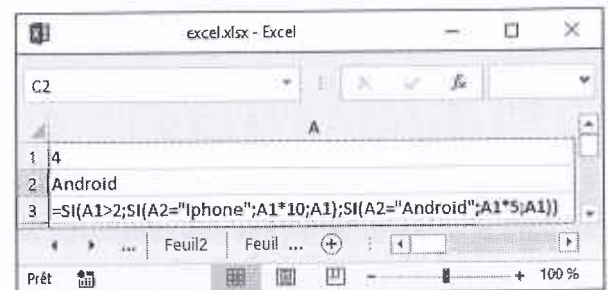 excel.xlsx - Excel
C2
fx
A
1 4
2 Android
3 =SI(A1>2;SI(A2="Iphone";A1*10;A1);SI(A2="Android";A1*5;A1))
... Feuil2 Feuil ...
Prêt 100 %